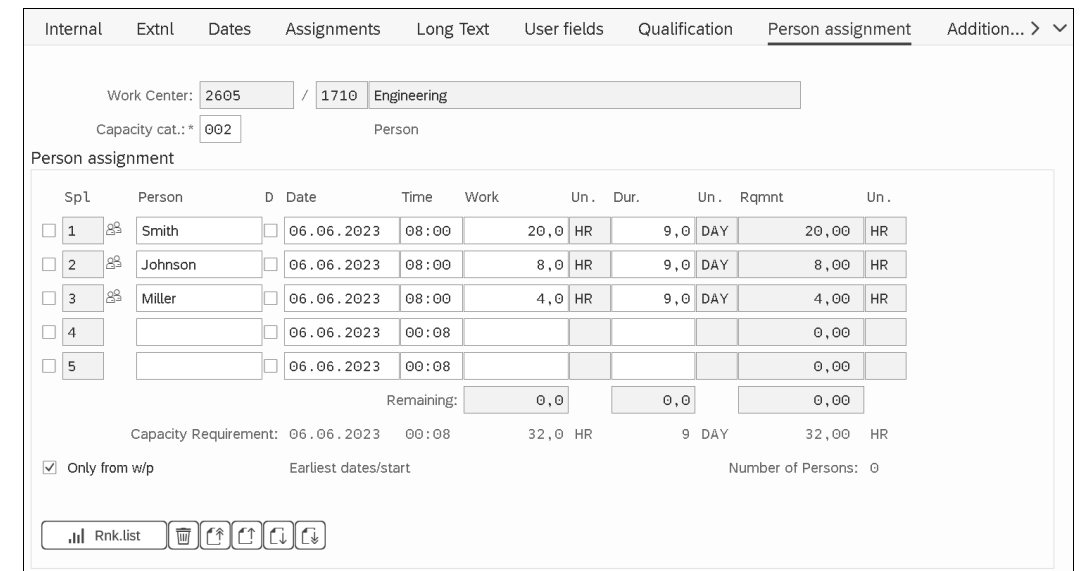 Internal Extnl Dates Assignments Long Text User fields Qualification Person assignment Addition...
Work Center: 2605 / 1710 Engineering
Capacity cat.:* 002 Person
Person assignment
Spl Person D Date Time Work Un. Dur. Un. Rqmnt Un.
1 Smith 06.06.2023 08:00 20,0 HR 9,0 DAY 20,00 HR
2 Johnson 06.06.2023 08:00 8,0 HR 9,0 DAY 8,00 HR
3 Miller 06.06.2023 08:00 4,0 HR 9,0 DAY 4,00 HR
4 06.06.2023 00:08 0,00
5 06.06.2023 00:08 0,00
Remaining: 0,0 0,0 0,00
Capacity Requirement: 06.06.2023 00:08 32,0 HR 9 DAY 32,00 HR
Only from w/p Earliest dates/start Number of Persons: 0
Rnk.list